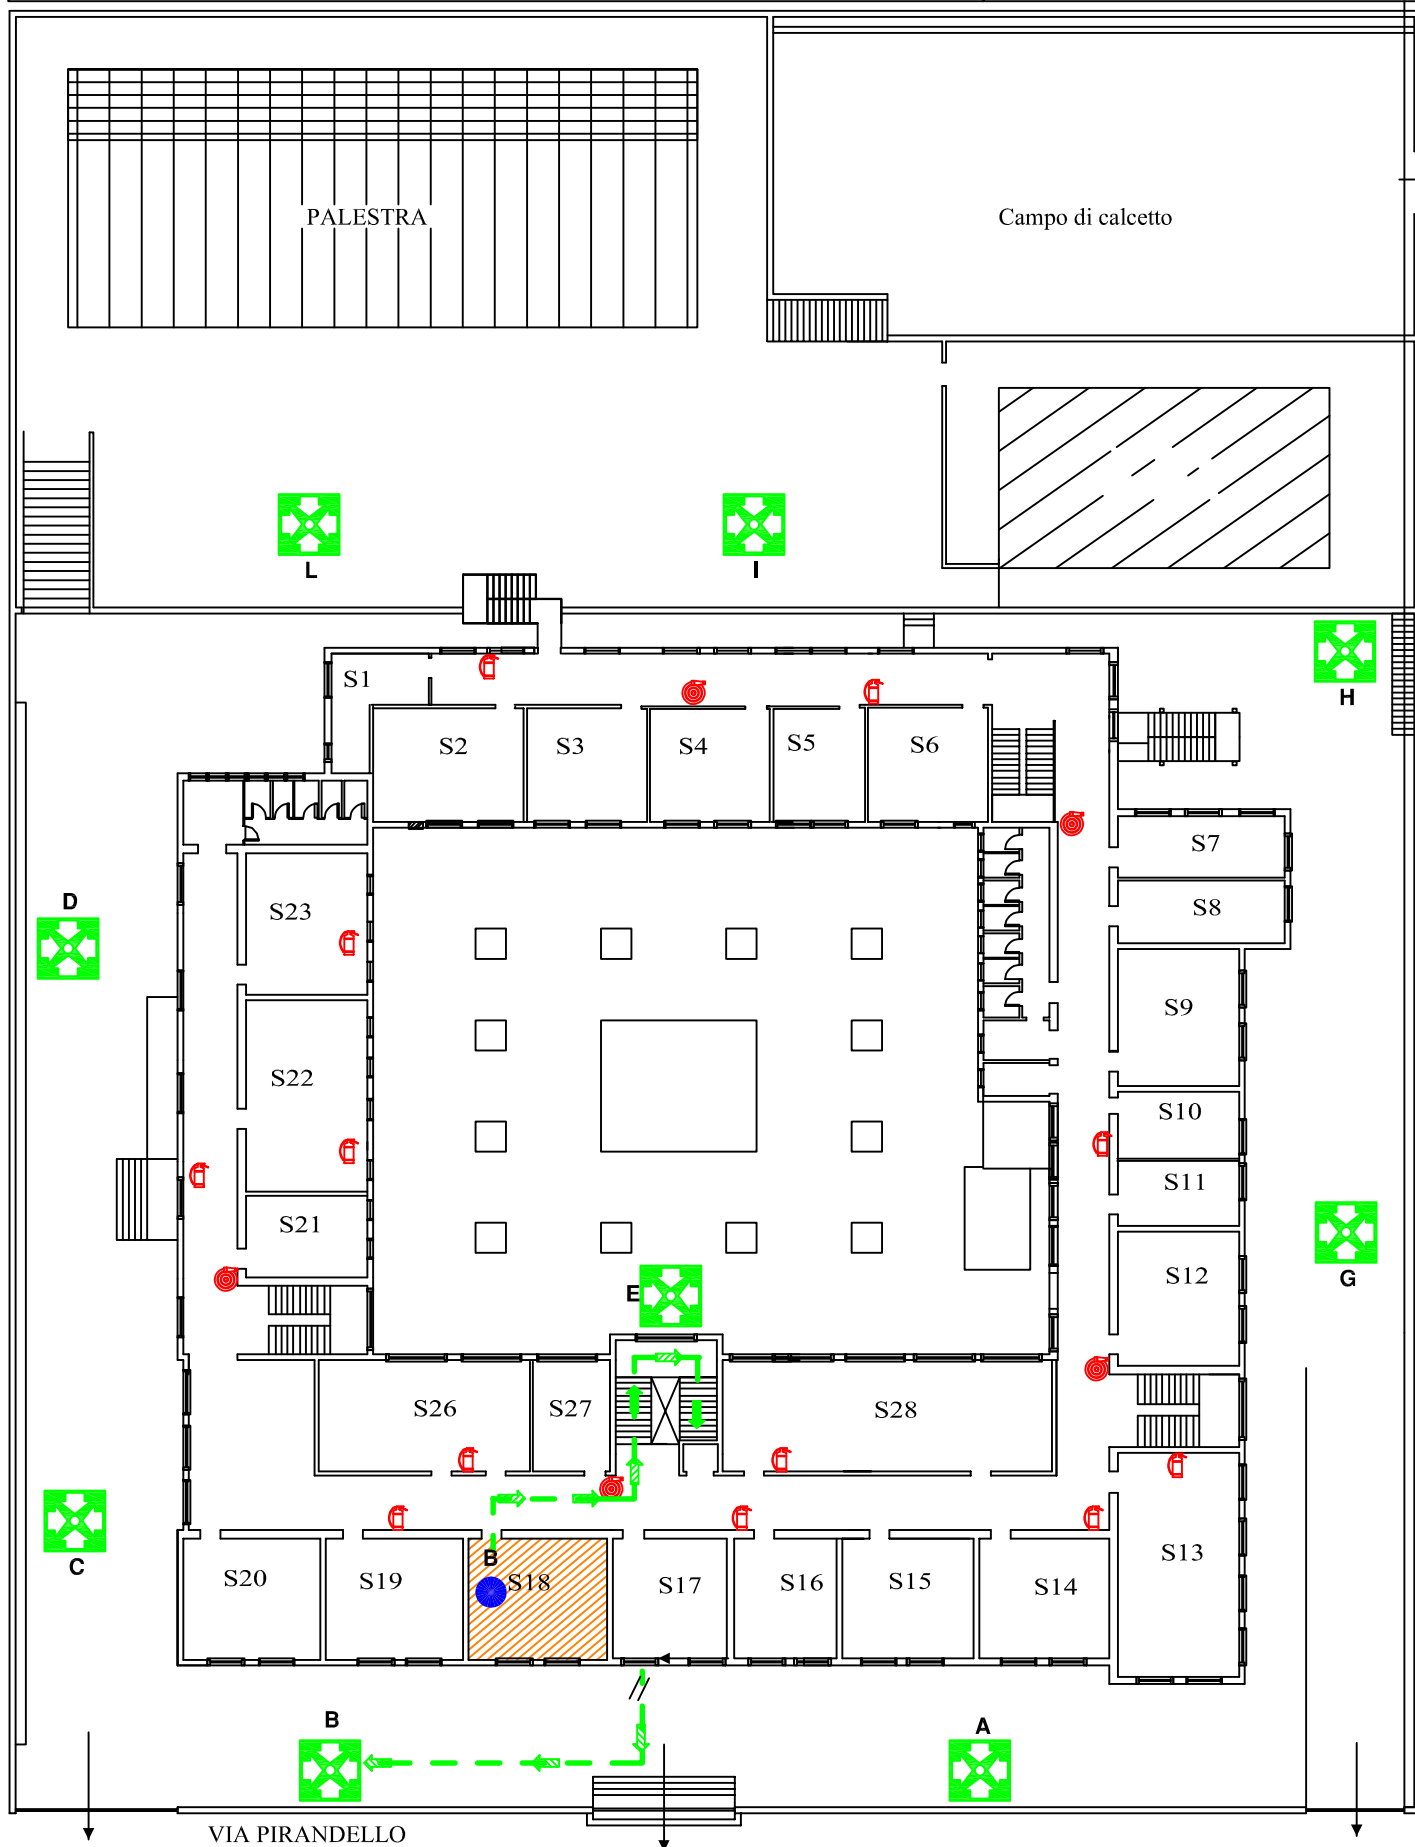 PALESTRA
Campo di calcetto
L
I
H
S1
S2
S3
S4
S5
S6
S7
S8
D
S23
S9
S22
S10
S11
S21
S12
G
E
S26
S27
S28
C
B
S20
S19
S18
S17
S16
S15
S14
S13
B
A
VIA PIRANDELLO